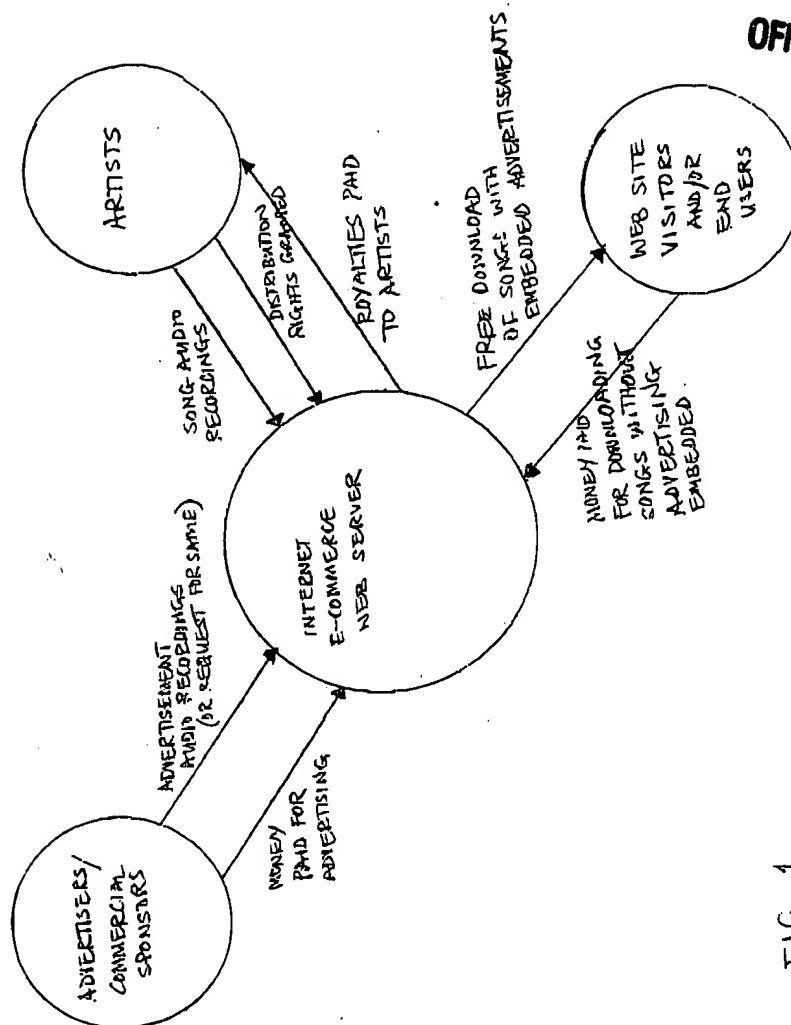 OFFI
ARTISTS
SONG AUDIO
RECORDINGS
DISTRIBUTION
RIGHTS GRANTED
ROYALTIES PAID
TO ARTISTS
FREE DOWNLOAD
OF SONGS WITH
EMBEDDED ADVERTISEMENTS
WEB SITE
VISITORS
AND/OR
END
USERS
MONEY PAID
FOR DOWNLOADING
SONGS WITHOUT
ADVERTISING
EMBEDDED.
INTERNET
E-COMMERCE
WEB SERVER
ADVERTISEMENT
AUDIO RECORDINGS
(OR REQUEST FOR SAME)
MONEY
PAID FOR
ADVERTISING
ADVERTISERS/
COMMERCIAL
SPONSORS
FIG. 1